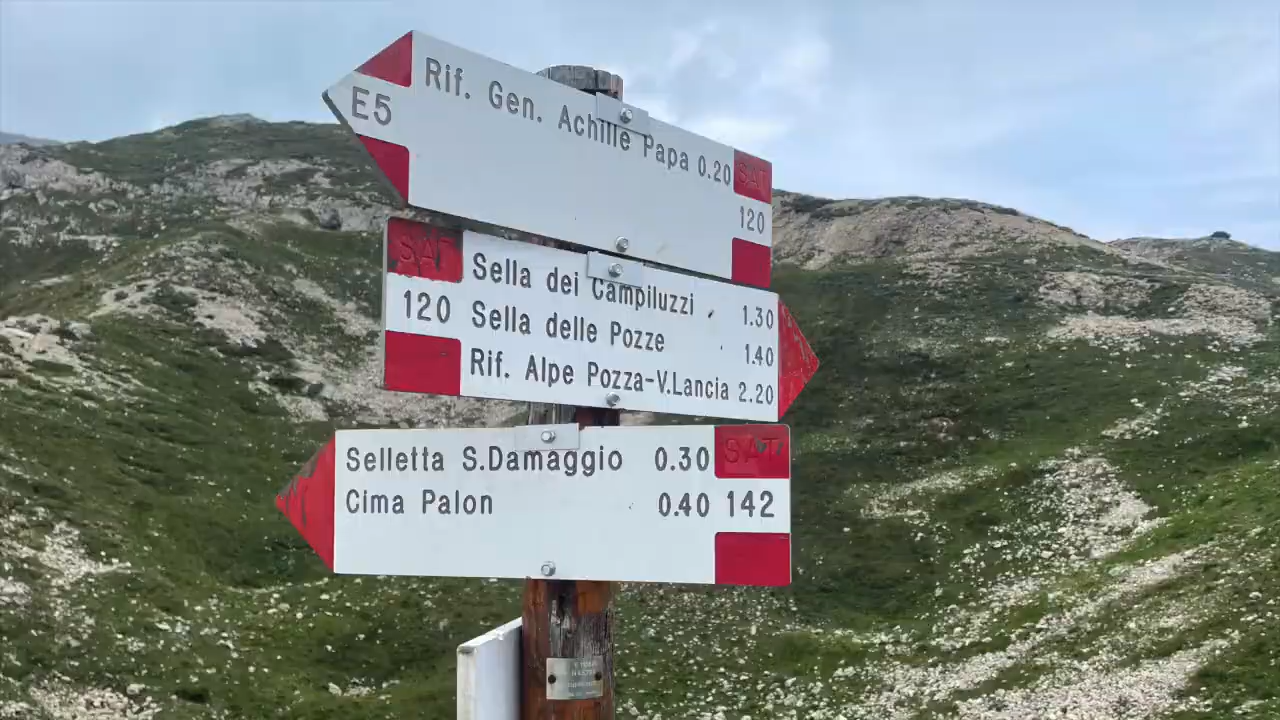 Rif. Gen. Achille Papa 0.20 SAT
E5
120
SAT
Sella dei Campiluzzi 1.30
120 Sella delle Pozze 1.40
Rif. Alpe Pozza-V.Lancia 2.20
Selletta S.Damaggio 0.30 SAT
Cima Palon 0.40 142